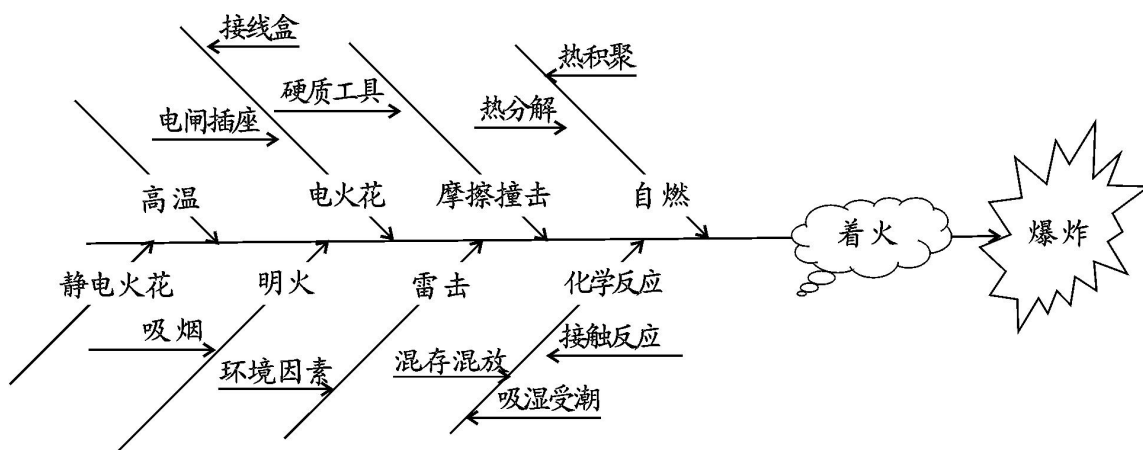 接线盒
热积聚
硬质工具
热分解
电闸插座
高温
电火花
摩擦撞击
自燃
着火
爆炸
静电火花
明火
雷击
化学反应
吸烟
接触反应
环境因素
混存混放
吸湿受潮